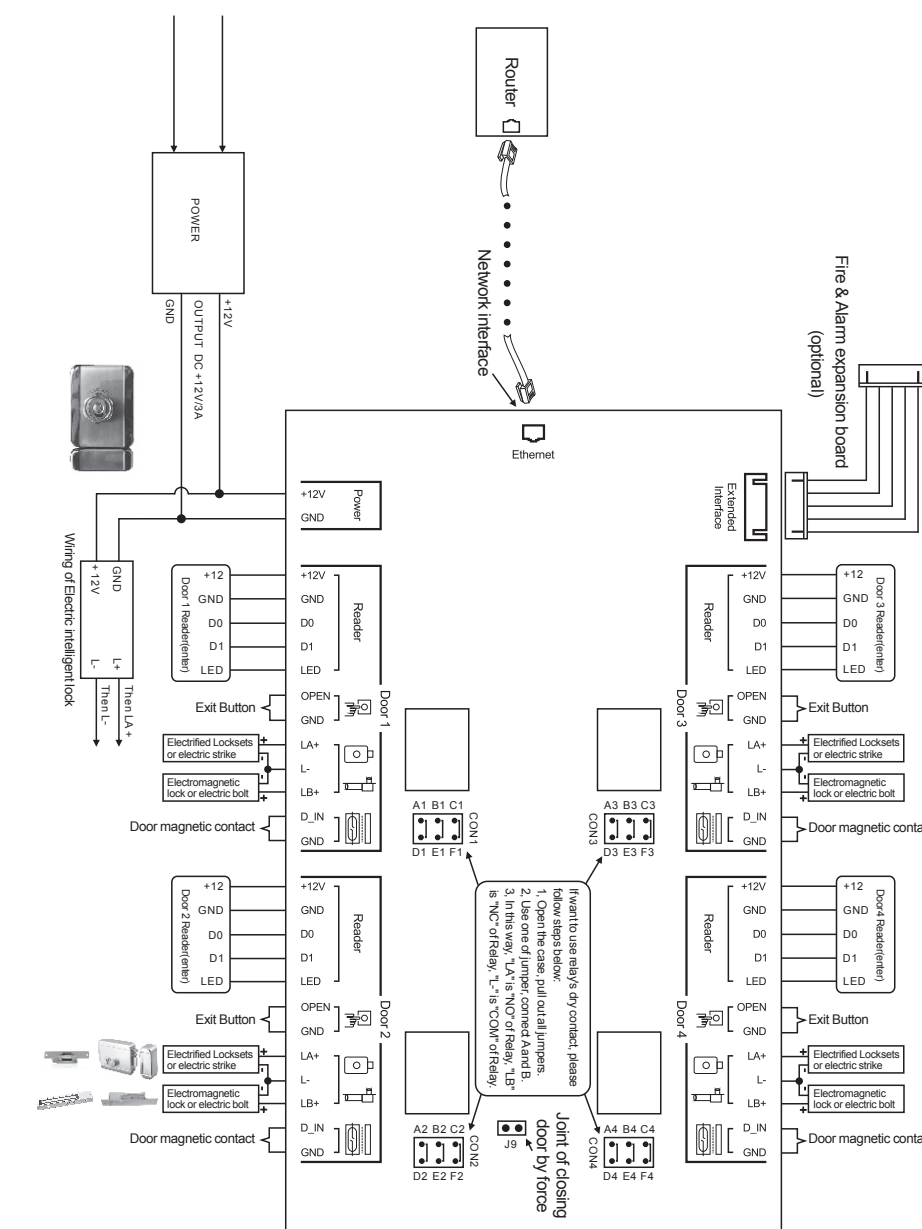 Router
Network interface
Ethernet
Fire & Alarm expansion board
(optional)
Extended
Interface
POWER
+12V
OUTPUT DC +12V/3A
GND
Power
+12V
GND
Wiring of Electric intelligent lock
GND
+12V
L+
L-
Then LA+
Then L-
Door 1 Reader(enter)
+12
GND
D0
D1
LED
Exit Button
Electrified Locksets
or electric strike
+
-
Electromagnetic
lock or electric bolt
-
+
Door magnetic contact
+12V
GND
D0
D1
LED
Reader
OPEN
GND
LA+
L-
LB+
D_IN
GND
Door 1
A1 B1 C1
CON1
D1 E1 F1
Door 2 Reader(enter)
+12
GND
D0
D1
LED
Exit Button
Electrified Locksets
or electric strike
+
-
Electromagnetic
lock or electric bolt
-
+
Door magnetic contact
+12V
GND
D0
D1
LED
Reader
OPEN
GND
LA+
L-
LB+
D_IN
GND
Door 2
A2 B2 C2
CON2
D2 E2 F2
If want to use relay's dry contact, please
follow steps below:
1, Open the case, pull out all jumpers.
2, Use one of jumper, connect A and B.
3, In this way, "LA" is "NO" of Relay, "LB"
is "NC" of Relay, "L-" is "COM" of Relay.
J9
Joint of closing
door by force
Door 3
Reader
+12V
GND
D0
D1
LED
OPEN
GND
LA+
L-
LB+
D_IN
GND
A3 B3 C3
CON3
D3 E3 F3
Door 3 Reader(enter)
+12
GND
D0
D1
LED
Exit Button
Electrified Locksets
or electric strike
+
-
Electromagnetic
lock or electric bolt
-
+
Door magnetic conta
Door 4
Reader
+12V
GND
D0
D1
LED
OPEN
GND
LA+
L-
LB+
D_IN
GND
A4 B4 C4
CON4
D4 E4 F4
Door4 Reader(enter)
+12
GND
D0
D1
LED
Exit Button
Electrified Locksets
or electric strike
+
-
Electromagnetic
lock or electric bolt
-
+
Door magnetic conta